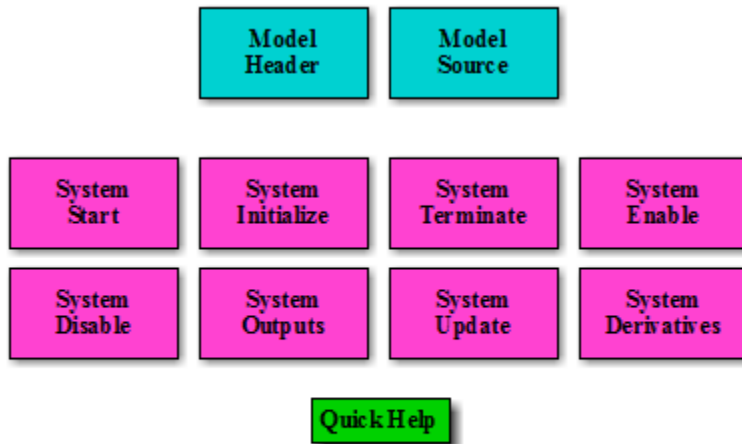 Model Model
Header Source
System System System System
Start Initialize Terminate Enable
System System System System
Disable Outputs Update Derivatives
Quick Help